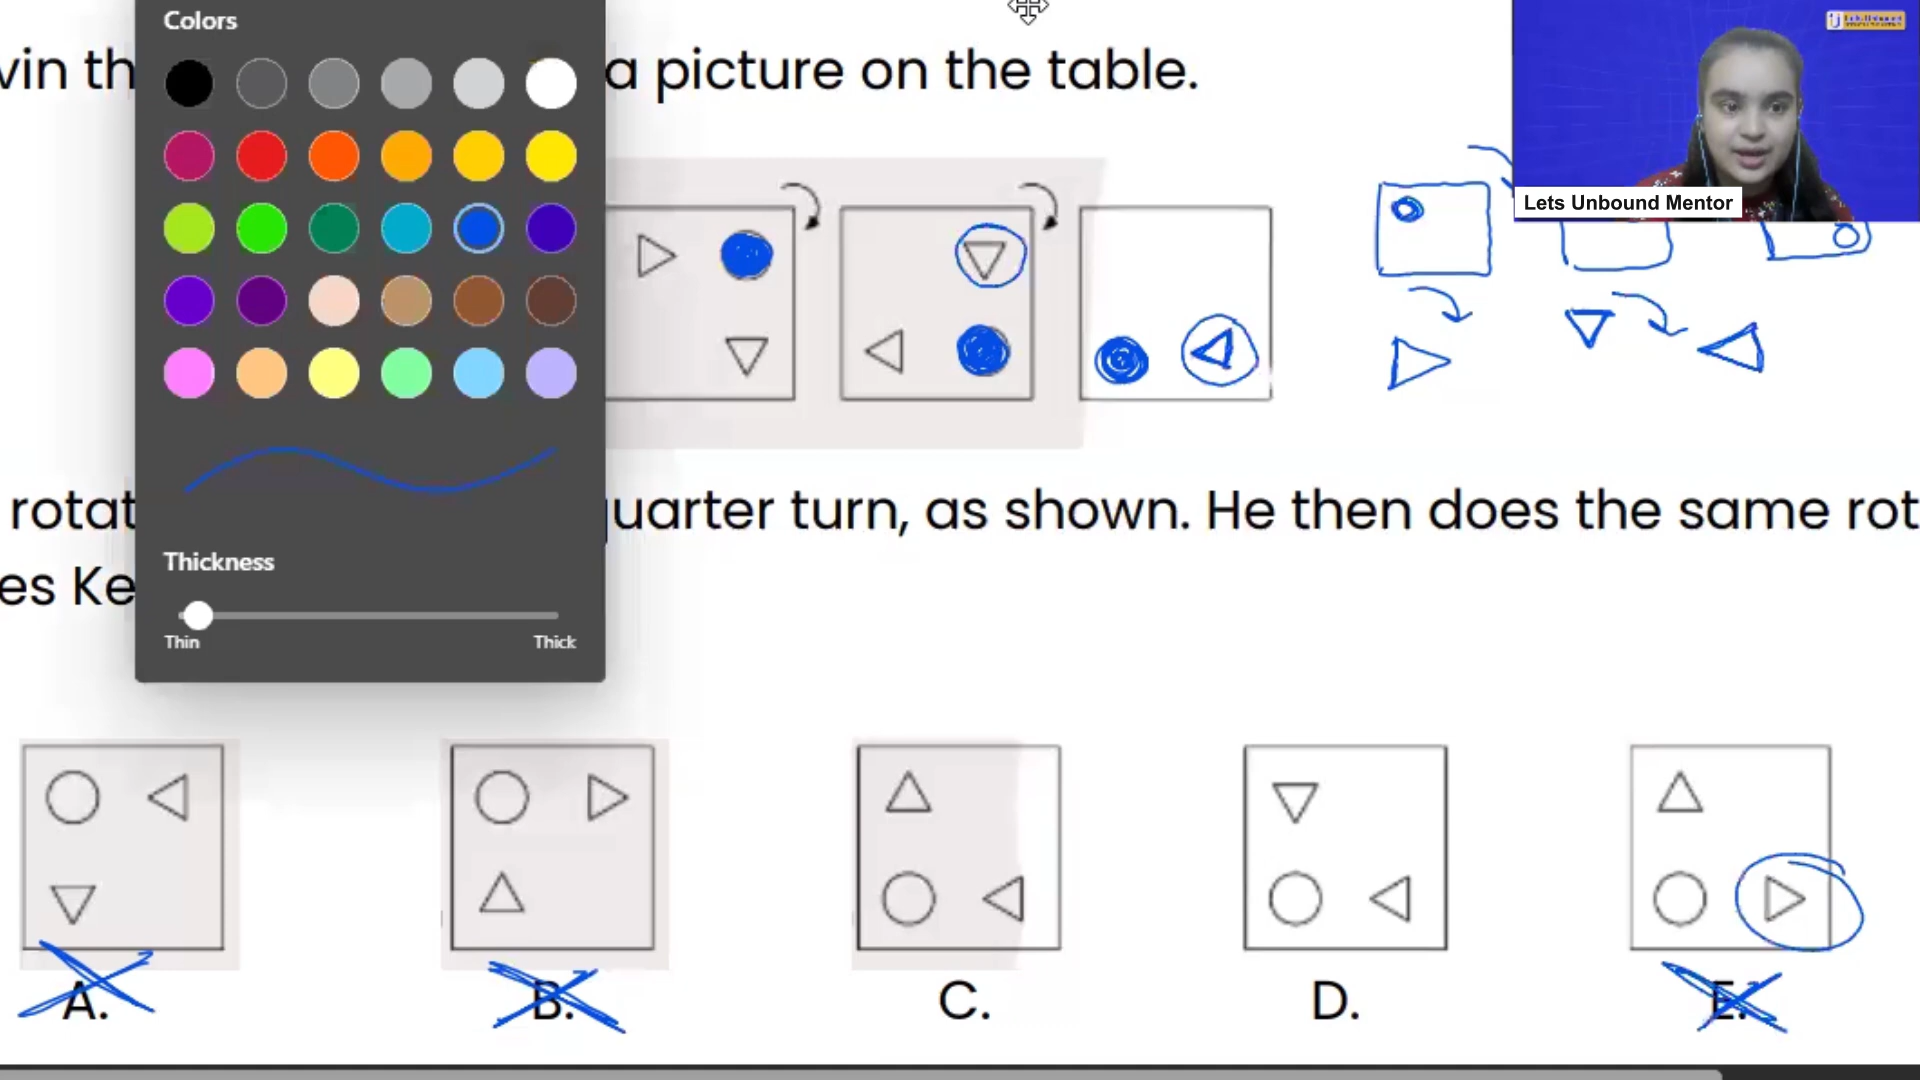 Colors
vin th a picture on the table.
Lets Unbound Mentor
rotat uarter turn, as shown. He then does the same rot
es Ke
Thickness
Thin Thick
A. B. C. D. E.